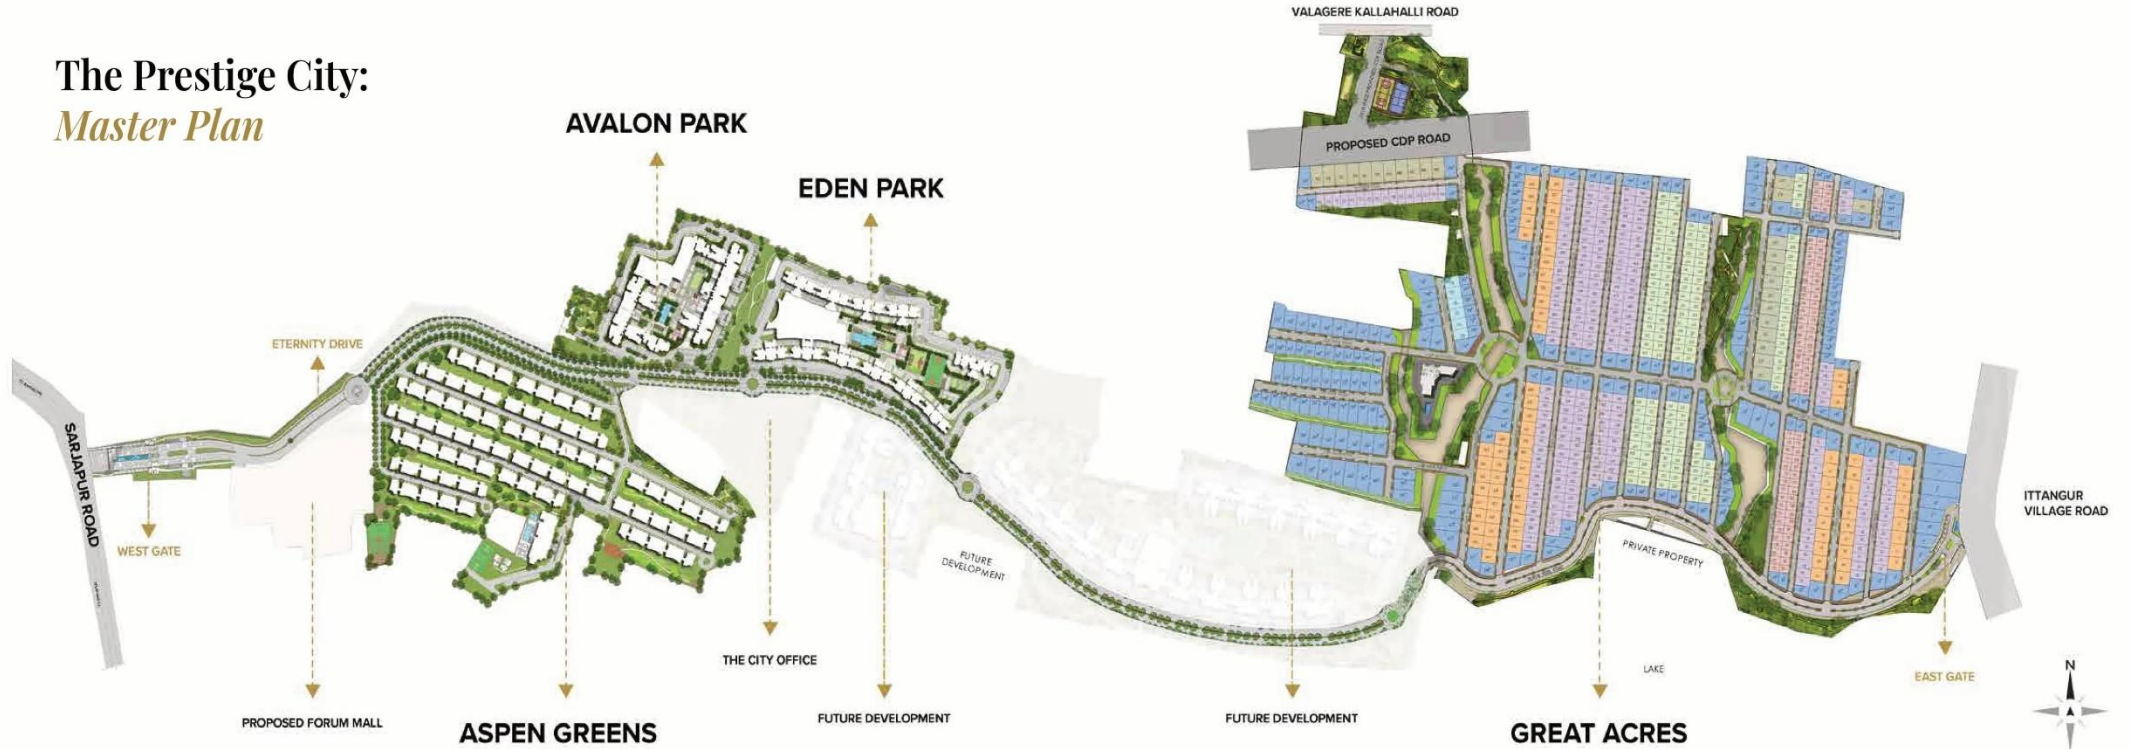 The Prestige City:
Master Plan
VALAGERE KALLAHALLI ROAD
PROPOSED CDP ROAD
AVALON PARK
EDEN PARK
ETERNITY DRIVE
SARJAPUR ROAD
WEST GATE
FUTURE
DEVELOPMENT
PRIVATE PROPERTY
ITTANGUR
VILLAGE ROAD
THE CITY OFFICE
LAKE
EAST GATE
N
PROPOSED FORUM MALL
ASPEN GREENS
FUTURE DEVELOPMENT
FUTURE DEVELOPMENT
GREAT ACRES